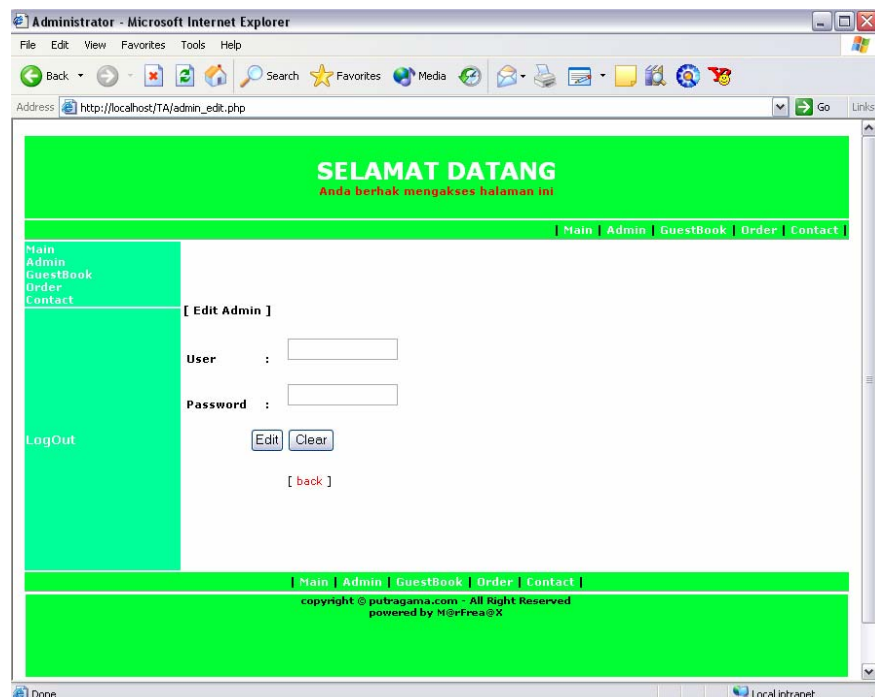 Administrator - Microsoft Internet Explorer
File Edit View Favorites Tools Help
Back Search Favorites Media
Address http://localhost/TA/admin_edit.php Go Links
SELAMAT DATANG
Anda berhak mengakses halaman ini
| Main | Admin | GuestBook | Order | Contact |
Main
Admin
GuestBook
Order
Contact
[ Edit Admin ]
User :
Password :
LogOut
Edit Clear
[ back ]
| Main | Admin | GuestBook | Order | Contact |
copyright © putragama.com - All Right Reserved
powered by M@rFrea@X
Done Local intranet